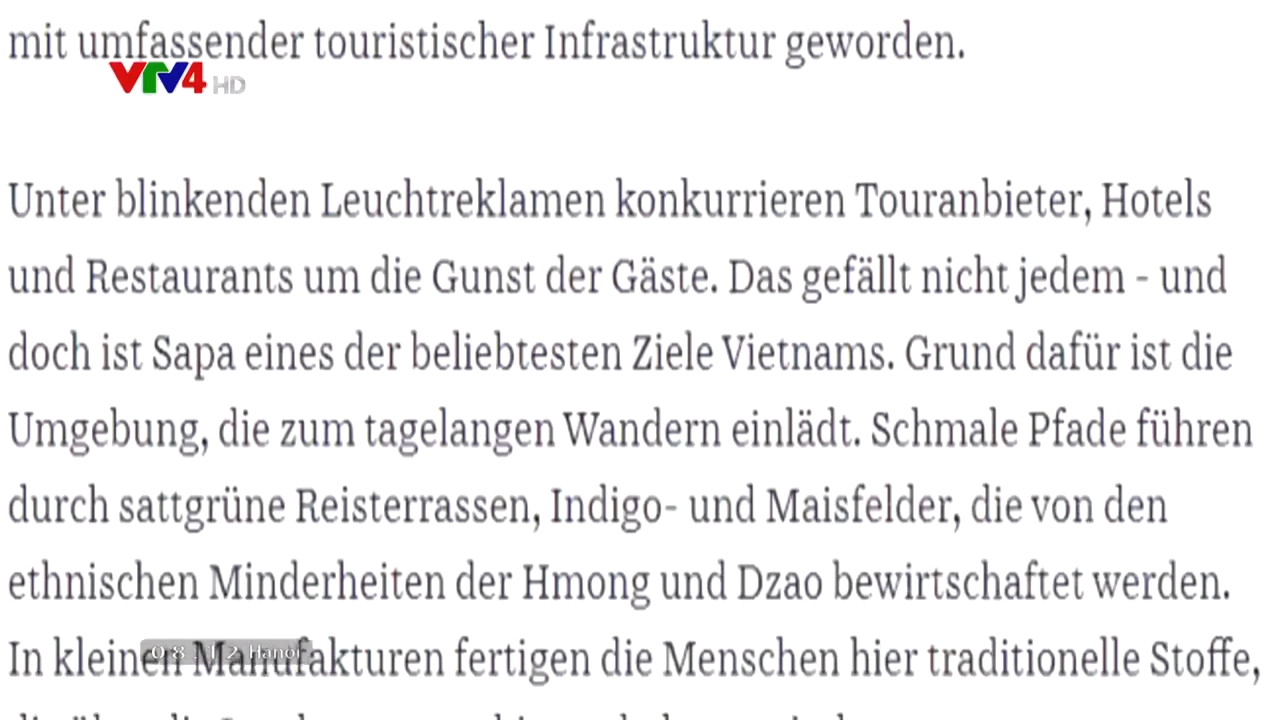 mit umfassender touristischer Infrastruktur geworden.
VTV4 HD
Unter blinkenden Leuchtreklamen konkurrieren Touranbieter, Hotels
und Restaurants um die Gunst der Gäste. Das gefällt nicht jedem - und
doch ist Sapa eines der beliebtesten Ziele Vietnams. Grund dafür ist die
Umgebung, die zum tagelangen Wandern einlädt. Schmale Pfade führen
durch sattgrüne Reisterrassen, Indigo- und Maisfelder, die von den
ethnischen Minderheiten der Hmong und Dzao bewirtschaftet werden.
In kleinen Manufakturen fertigen die Menschen hier traditionelle Stoffe,
Hanoi